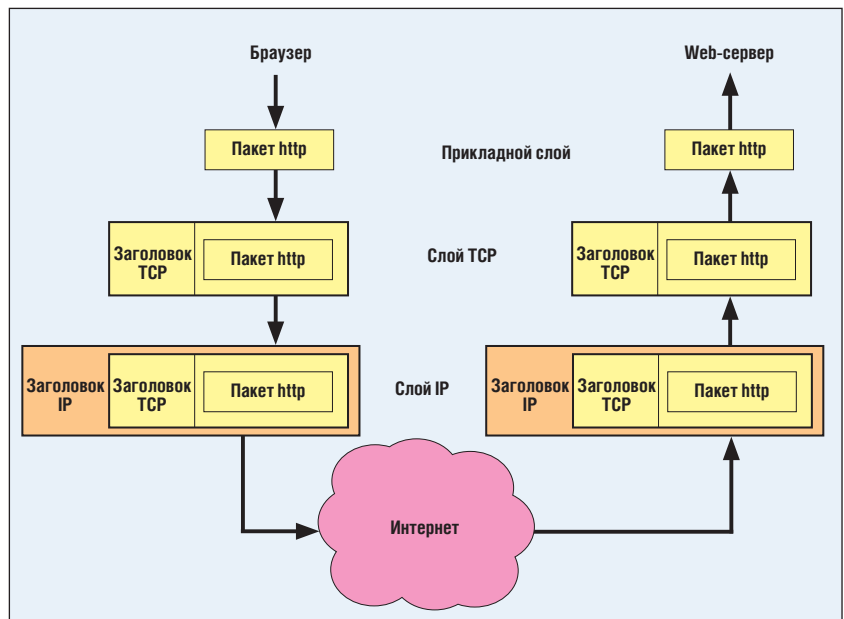 Браузер
Web-сервер
Пакет http
Прикладной слой
Пакет http
Заголовок
TCP
Пакет http
Слой TCP
Заголовок
TCP
Пакет http
Заголовок
IP
Заголовок
TCP
Пакет http
Слой IP
Заголовок
IP
Заголовок
TCP
Пакет http
Интернет